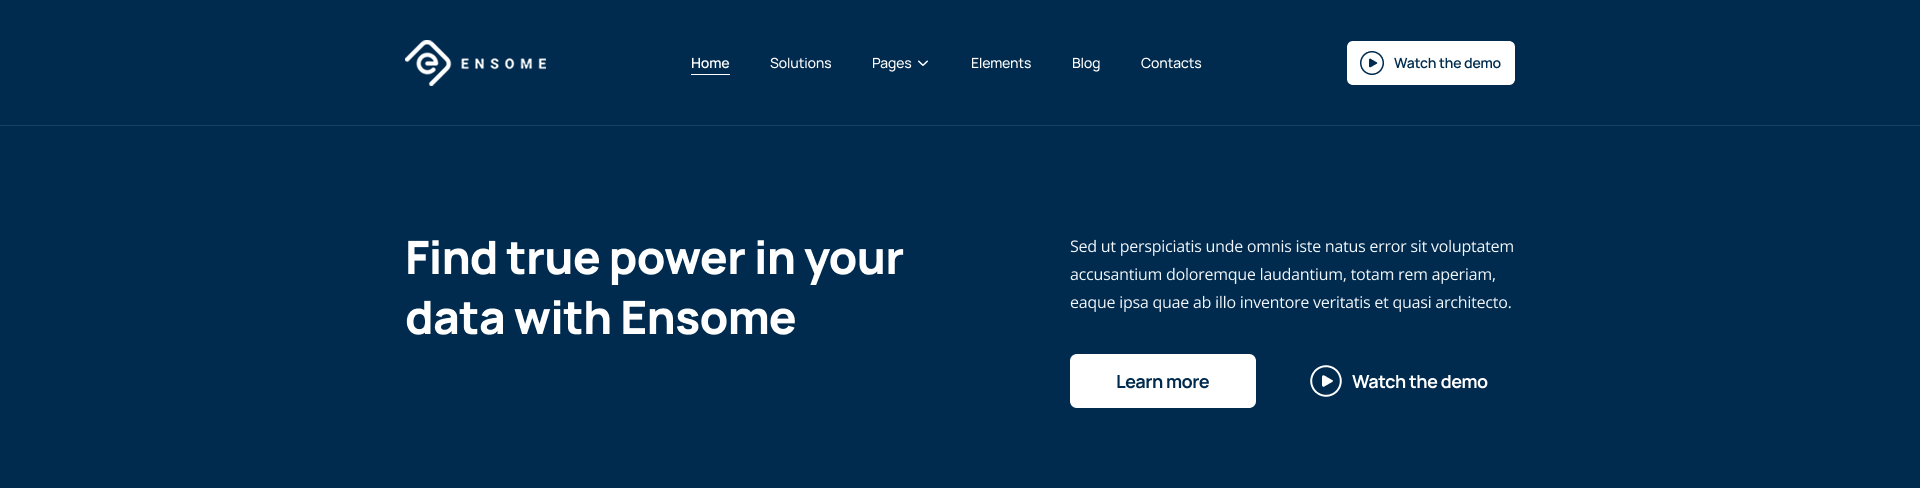 ENSOME
Home
Solutions
Pages
Elements
Blog
Contacts
Watch the demo
Find true power in your
data with Ensome
Sed ut perspiciatis unde omnis iste natus error sit voluptatem
accusantium doloremque laudantium, totam rem aperiam,
eaque ipsa quae ab illo inventore veritatis et quasi architecto.
Learn more
Watch the demo